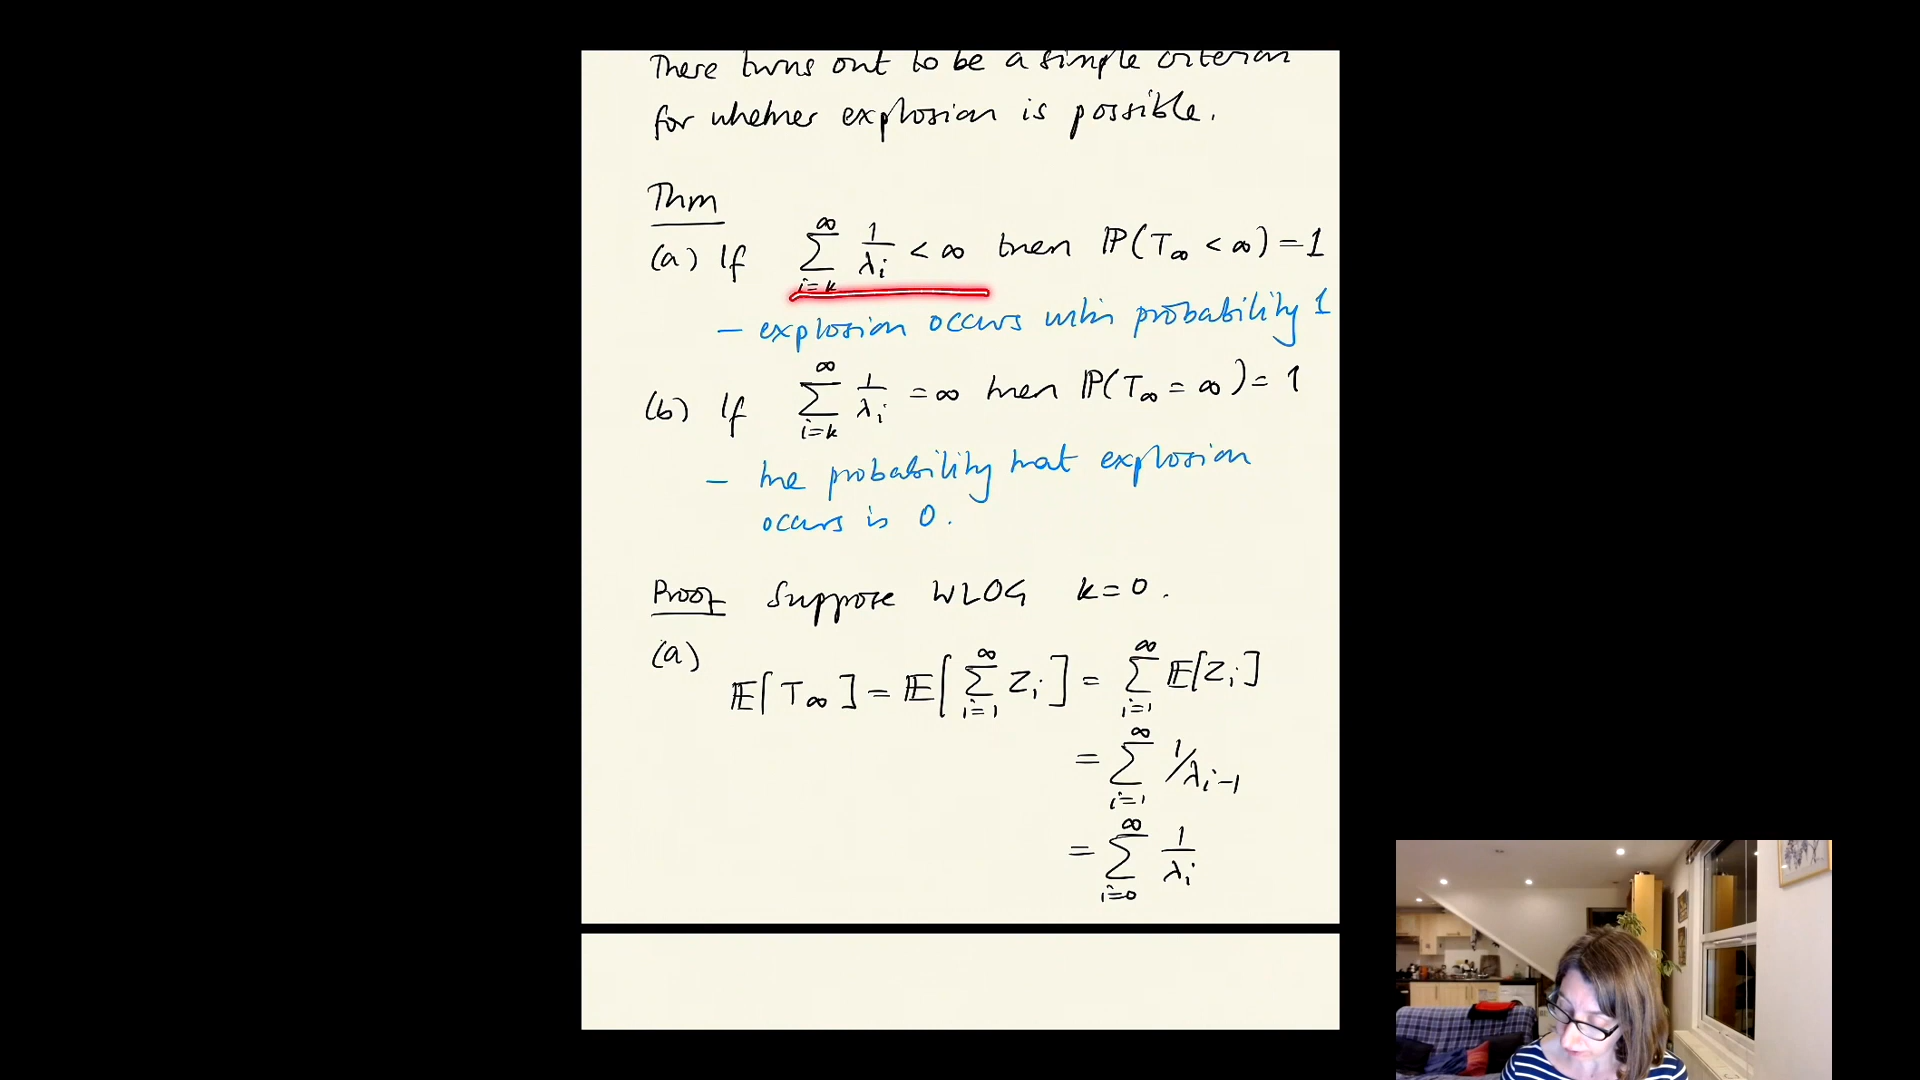 There turns out to be a simple criterion
for whether explosion is possible.
Thm
(a) If ∑_{i=k}^{∞} 1/λ_i < ∞ then ℙ(T_∞ < ∞) = 1
– explosion occurs with probability 1
(b) If ∑_{i=k}^{∞} 1/λ_i = ∞ then ℙ(T_∞ = ∞) = 1
– the probability that explosion
occurs is 0.
Proof Suppose WLOG k = 0.
(a)
𝔼[T_∞] = 𝔼[∑_{i=1}^{∞} Z_i] = ∑_{i=1}^{∞} 𝔼[Z_i]
= ∑_{i=1}^{∞} 1/λ_{i-1}
= ∑_{i=0}^{∞} 1/λ_i